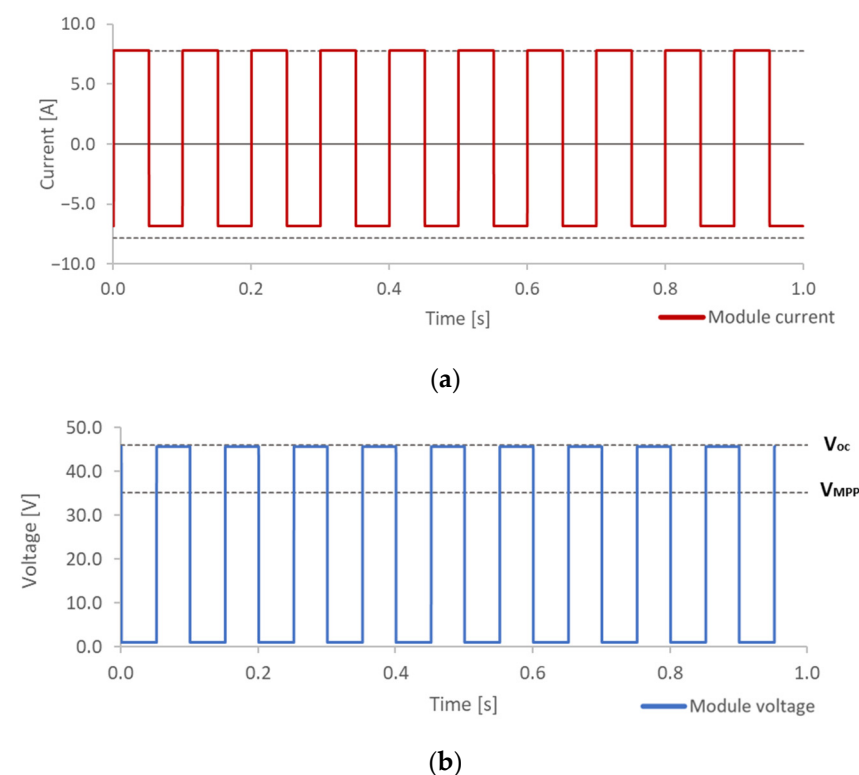 10.0
5.0
0.0
−5.0
−10.0
Current [A]
0.0 0.2 0.4 0.6 0.8 1.0
Time [s]
Module current
(a)
50.0
40.0
30.0
20.0
10.0
0.0
Voltage [V]
Voc
VMPP
0.0 0.2 0.4 0.6 0.8 1.0
Time [s]
Module voltage
(b)